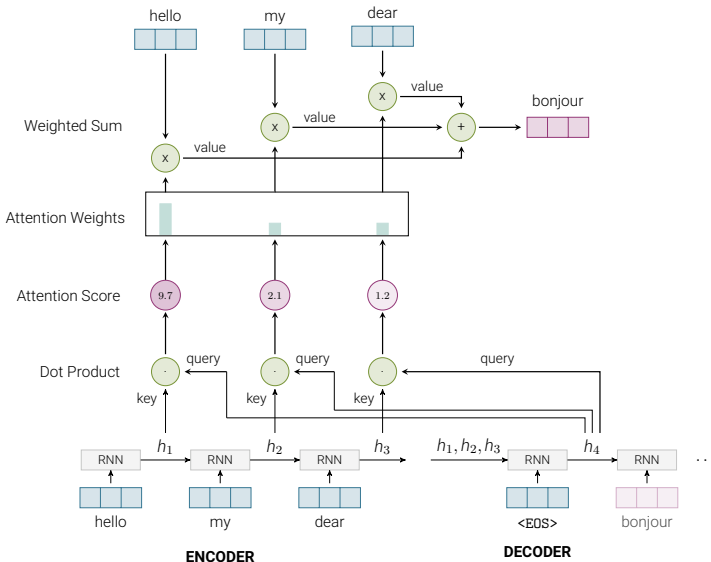 hello my dear
x value bonjour
Weighted Sum x value +
x value
Attention Weights
Attention Score 9.7 2.1 1.2
query query query
Dot Product · · ·
key key key
h₁ h₂ h₃ h₁, h₂, h₃ h₄
RNN RNN RNN RNN RNN . .
hello my dear <EOS> bonjour
ENCODER DECODER